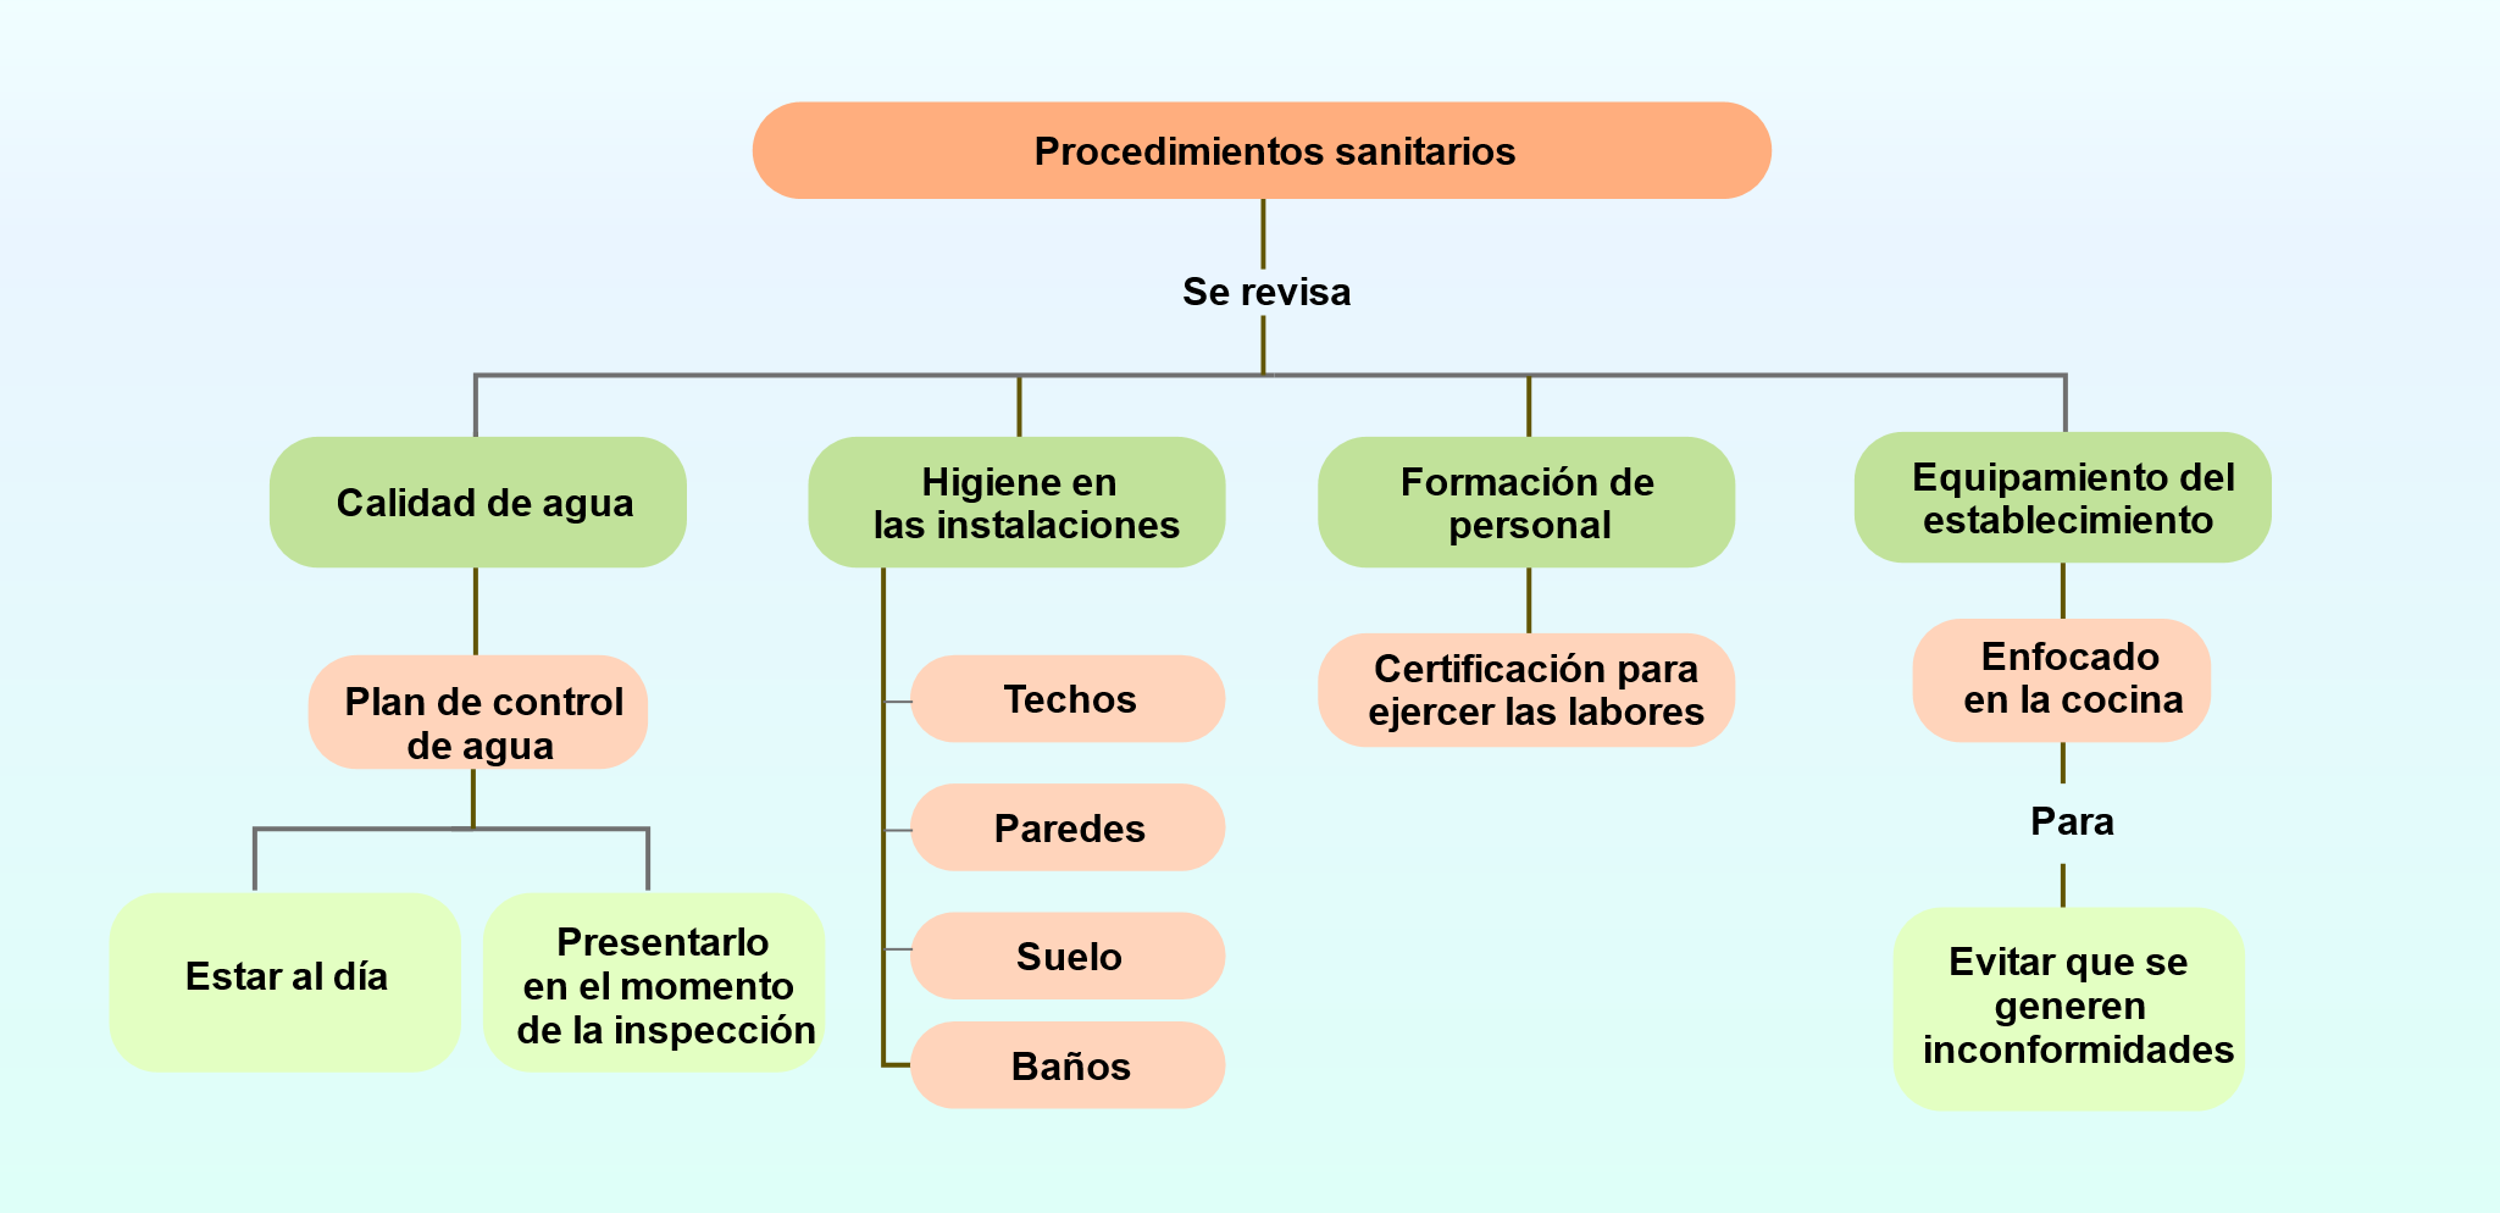 Procedimientos sanitarios
Se revisa
Calidad de agua
Higiene en
las instalaciones
Formación de
personal
Equipamiento del
establecimiento
Plan de control
de agua
Techos
Paredes
Suelo
Baños
Certificación para
ejercer las labores
Enfocado
en la cocina
Para
Estar al día
Presentarlo
en el momento
de la inspección
Evitar que se
generen
inconformidades